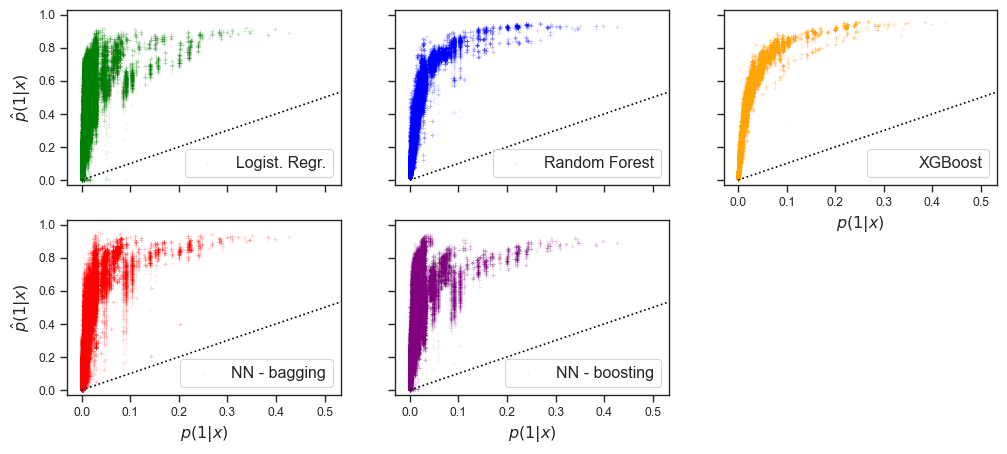 1.0
0.8
0.6
0.4
0.2
0.0
p̂(1|x)
Logist. Regr.
Random Forest
XGBoost
0.0 0.1 0.2 0.3 0.4 0.5
p(1|x)
1.0
0.8
0.6
0.4
0.2
0.0
p̂(1|x)
NN - bagging
0.0 0.1 0.2 0.3 0.4 0.5
p(1|x)
NN - boosting
0.0 0.1 0.2 0.3 0.4 0.5
p(1|x)